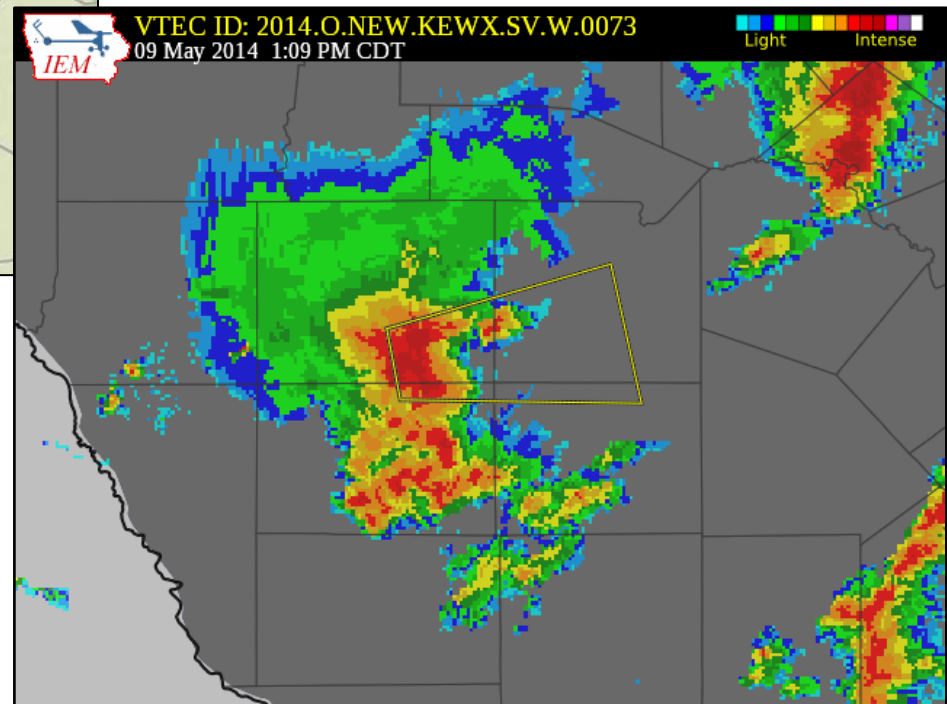 VTEC ID: 2014.O.NEW.KEWX.SV.W.0073
09 May 2014 1:09 PM CDT
IEM
Light Intense